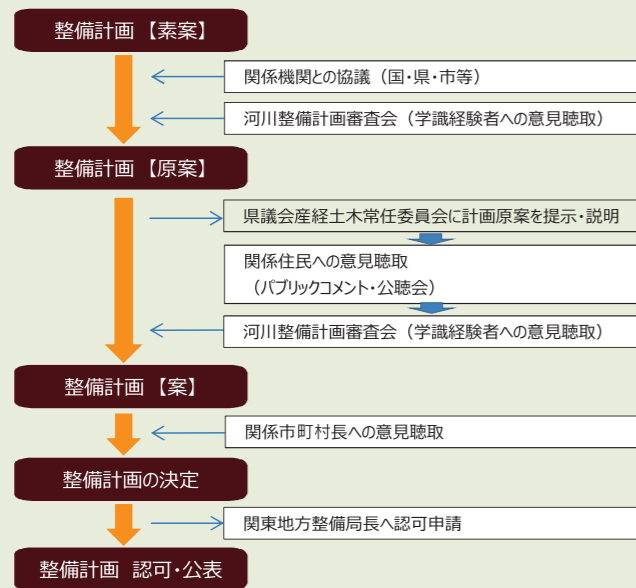 整備計画 【素案】
関係機関との協議（国・県・市等）
河川整備計画審査会（学識経験者への意見聴取）
整備計画 【原案】
県議会産経土木常任委員会に計画原案を提示・説明
関係住民への意見聴取
（パブリックコメント・公聴会）
河川整備計画審査会（学識経験者への意見聴取）
整備計画 【案】
関係市町村長への意見聴取
整備計画の決定
関東地方整備局長へ認可申請
整備計画 認可・公表